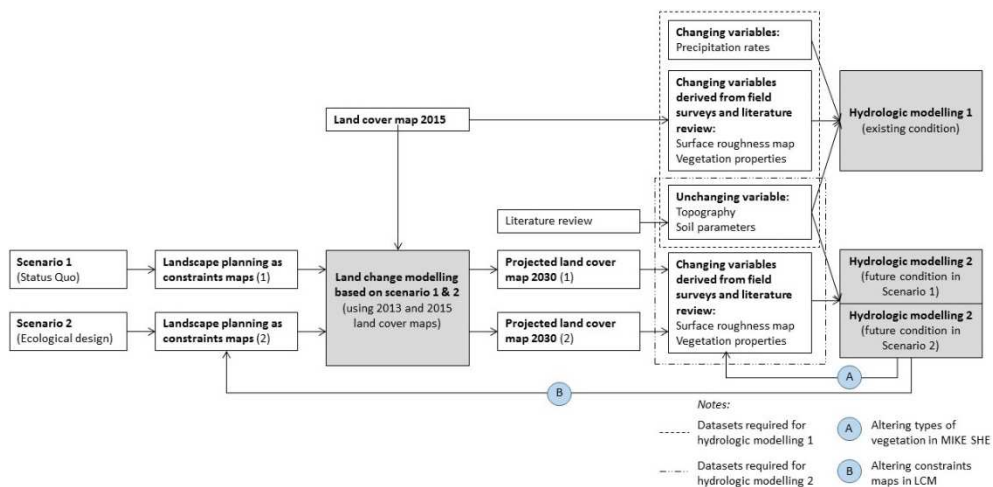 Changing variables:
Precipitation rates
Land cover map 2015
Changing variables
derived from field
surveys and literature
review:
Surface roughness map
Vegetation properties
Hydrologic modelling 1
(existing condition)
Literature review
Unchanging variable:
Topography
Soil parameters
Scenario 1
(Status Quo)
Landscape planning as
constraints maps (1)
Land change modelling
based on scenario 1 & 2
(using 2013 and 2015
land cover maps)
Projected land cover
map 2030 (1)
Changing variables
derived from field
surveys and literature
review:
Surface roughness map
Vegetation properties
Hydrologic modelling 2
(future condition in
Scenario 1)
Scenario 2
(Ecological design)
Landscape planning as
constraints maps (2)
Projected land cover
map 2030 (2)
Hydrologic modelling 2
(future condition in
Scenario 2)
A
B
Notes:
Datasets required for
hydrologic modelling 1
A
Altering types of
vegetation in MIKE SHE
Datasets required for
hydrologic modelling 2
B
Altering constraints
maps in LCM